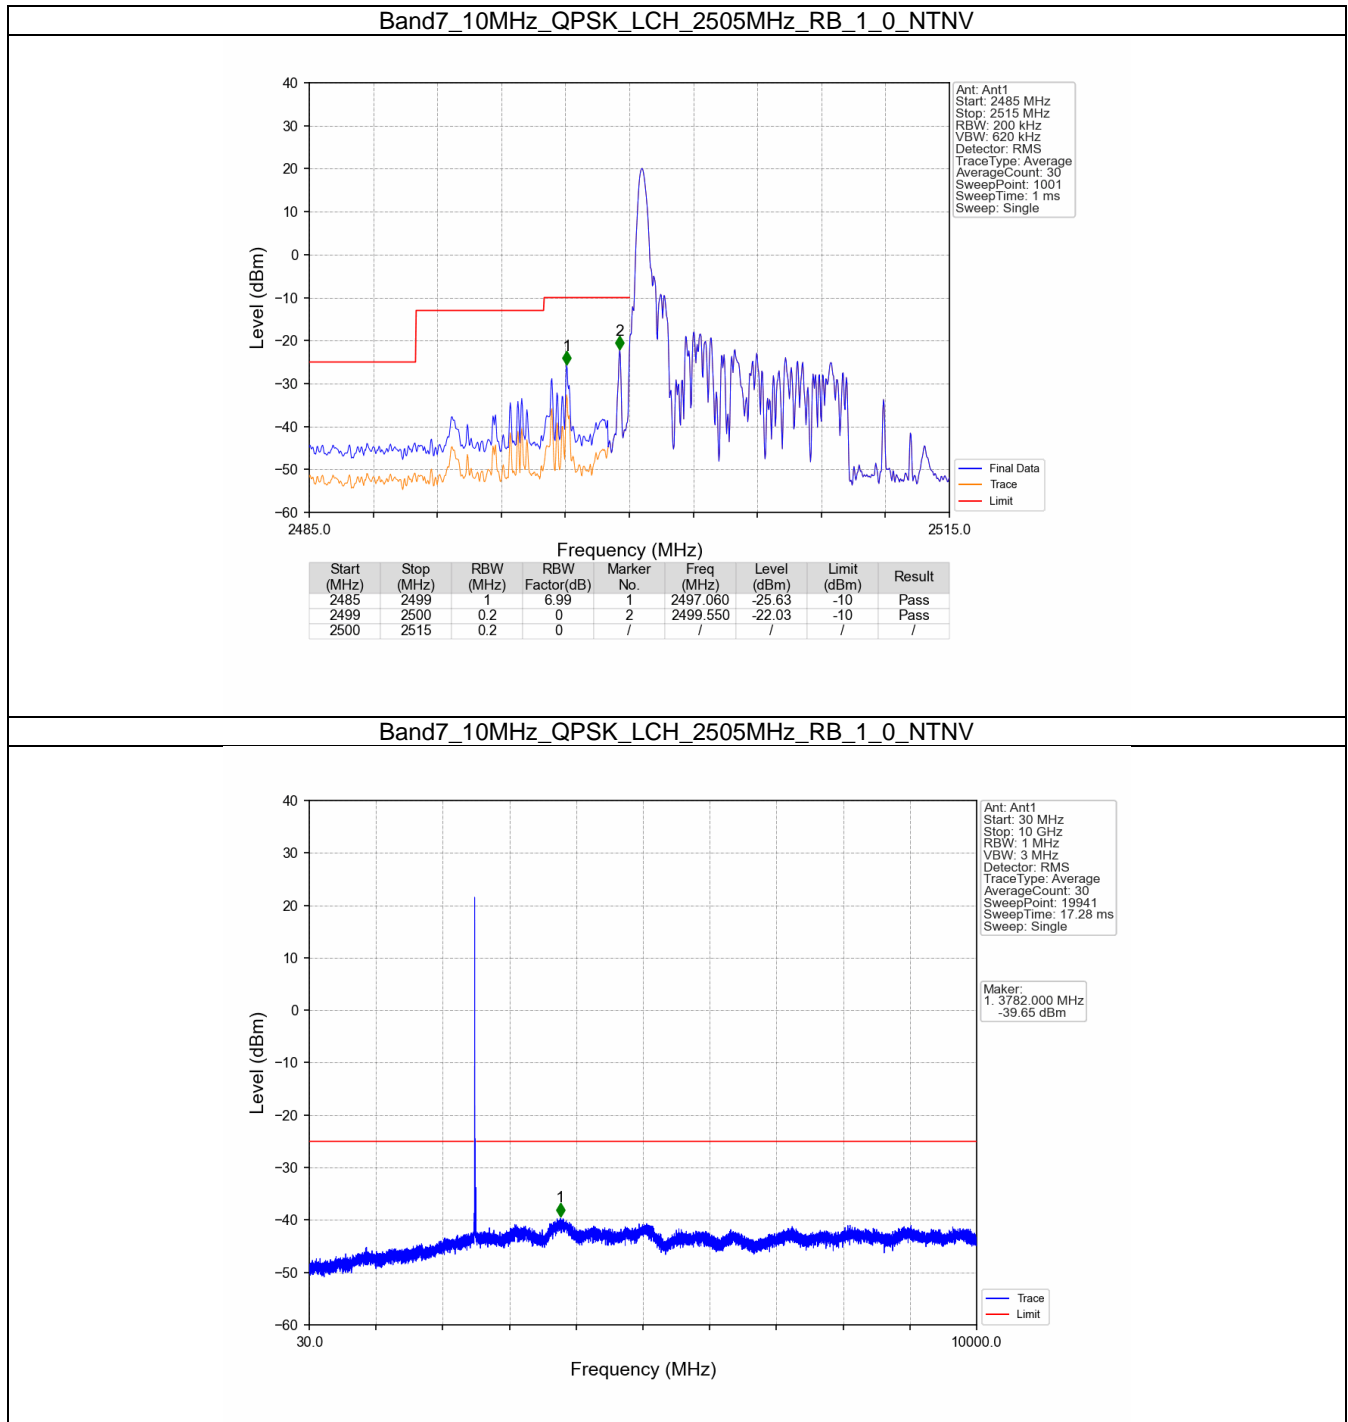 Band7_10MHz_QPSK_LCH_2505MHz_RB_1_0_NTNV
40
30
20
10
0
−10
−20
−30
−40
−50
−60
Level (dBm)
1
2
2485.0
2515.0
Frequency (MHz)
Ant: Ant1
Start: 2485 MHz
Stop: 2515 MHz
RBW: 200 kHz
VBW: 620 kHz
Detector: RMS
TraceType: Average
AverageCount: 30
SweepPoint: 1001
SweepTime: 1 ms
Sweep: Single
Final Data
Trace
Limit
Start (MHz) Stop (MHz) RBW (MHz) RBW Factor(dB) Marker No. Freq (MHz) Level (dBm) Limit (dBm) Result
2485 2499 1 6.99 1 2497.060 -25.63 -10 Pass
2499 2500 0.2 0 2 2499.550 -22.03 -10 Pass
2500 2515 0.2 0 / / / / /
Band7_10MHz_QPSK_LCH_2505MHz_RB_1_0_NTNV
40
30
20
10
0
−10
−20
−30
−40
−50
−60
Level (dBm)
1
30.0
10000.0
Frequency (MHz)
Ant: Ant1
Start: 30 MHz
Stop: 10 GHz
RBW: 1 MHz
VBW: 3 MHz
Detector: RMS
TraceType: Average
AverageCount: 30
SweepPoint: 19941
SweepTime: 17.28 ms
Sweep: Single
Maker:
1. 3782.000 MHz
-39.65 dBm
Trace
Limit